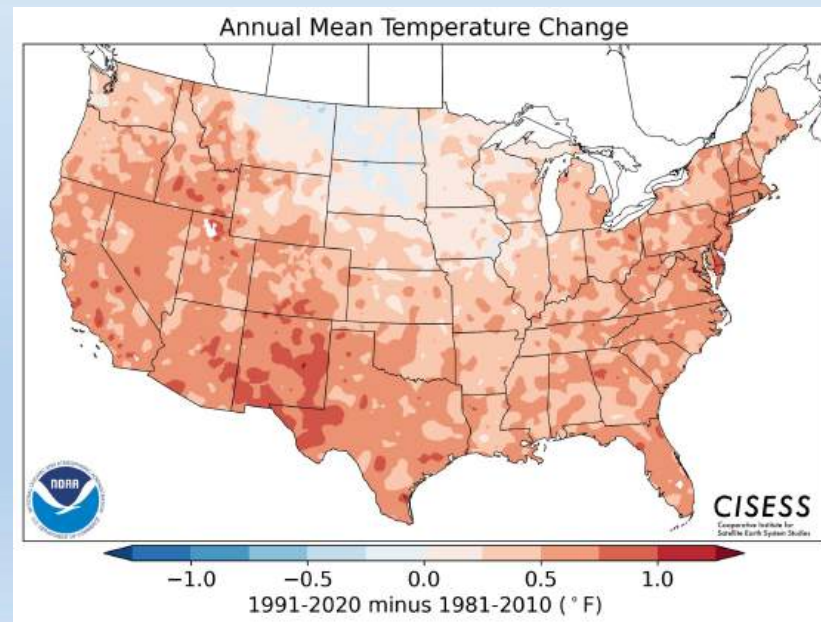 Annual Mean Temperature Change
NOAA
CISESS
Cooperative Institute for
Satellite Earth System Studies
−1.0 −0.5 0.0 0.5 1.0
1991-2020 minus 1981-2010 (°F)